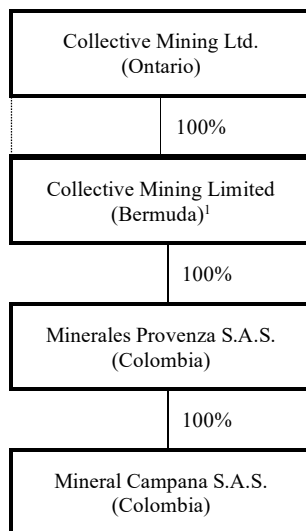 Collective Mining Ltd.
(Ontario)
100%
Collective Mining Limited
(Bermuda)¹
100%
Minerales Provenza S.A.S.
(Colombia)
100%
Mineral Campana S.A.S.
(Colombia)